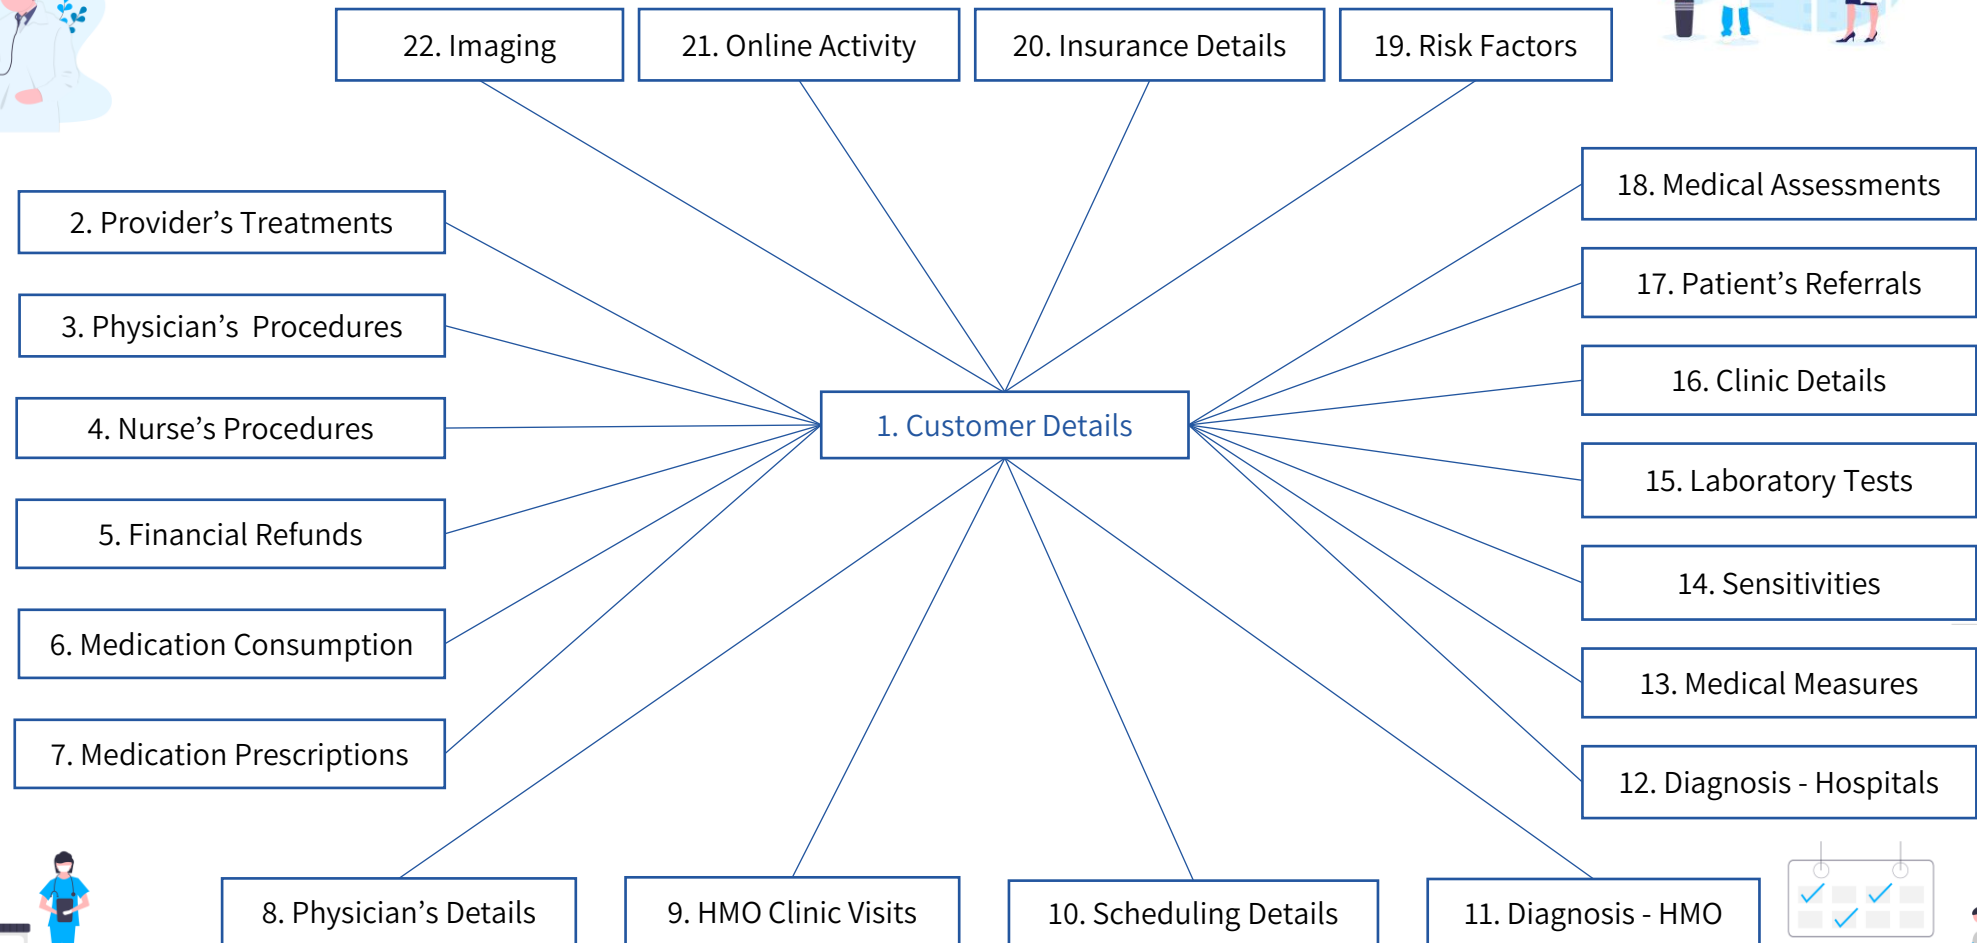 22. Imaging
21. Online Activity
20. Insurance Details
19. Risk Factors
18. Medical Assessments
2. Provider’s Treatments
17. Patient’s Referrals
3. Physician’s  Procedures
16. Clinic Details
1. Customer Details
4. Nurse’s Procedures
15. Laboratory Tests
5. Financial Refunds
14. Sensitivities
6. Medication Consumption
13. Medical Measures
7. Medication Prescriptions
12. Diagnosis - Hospitals
8. Physician’s Details
9. HMO Clinic Visits
10. Scheduling Details
11. Diagnosis - HMO